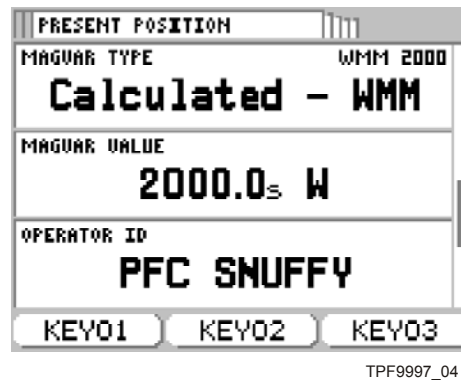 PRESENT POSITION
MAGVAR TYPE WMM 2000
Calculated - WMM
MAGVAR VALUE
2000.0s W
OPERATOR ID
PFC SNUFFY
KEY01 KEY02 KEY03
TPF9997_04